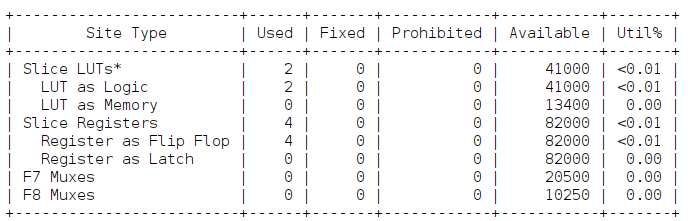 +-------------------------+------+-------+------------+-----------+-------+
|        Site Type        | Used | Fixed | Prohibited | Available | Util% |
+-------------------------+------+-------+------------+-----------+-------+
| Slice LUTs*             |    2 |     0 |          0 |     41000 | <0.01 |
|   LUT as Logic          |    2 |     0 |          0 |     41000 | <0.01 |
|   LUT as Memory         |    0 |     0 |          0 |     13400 |  0.00 |
| Slice Registers         |    4 |     0 |          0 |     82000 | <0.01 |
|   Register as Flip Flop |    4 |     0 |          0 |     82000 | <0.01 |
|   Register as Latch     |    0 |     0 |          0 |     82000 |  0.00 |
| F7 Muxes                |    0 |     0 |          0 |     20500 |  0.00 |
| F8 Muxes                |    0 |     0 |          0 |     10250 |  0.00 |
+-------------------------+------+-------+------------+-----------+-------+